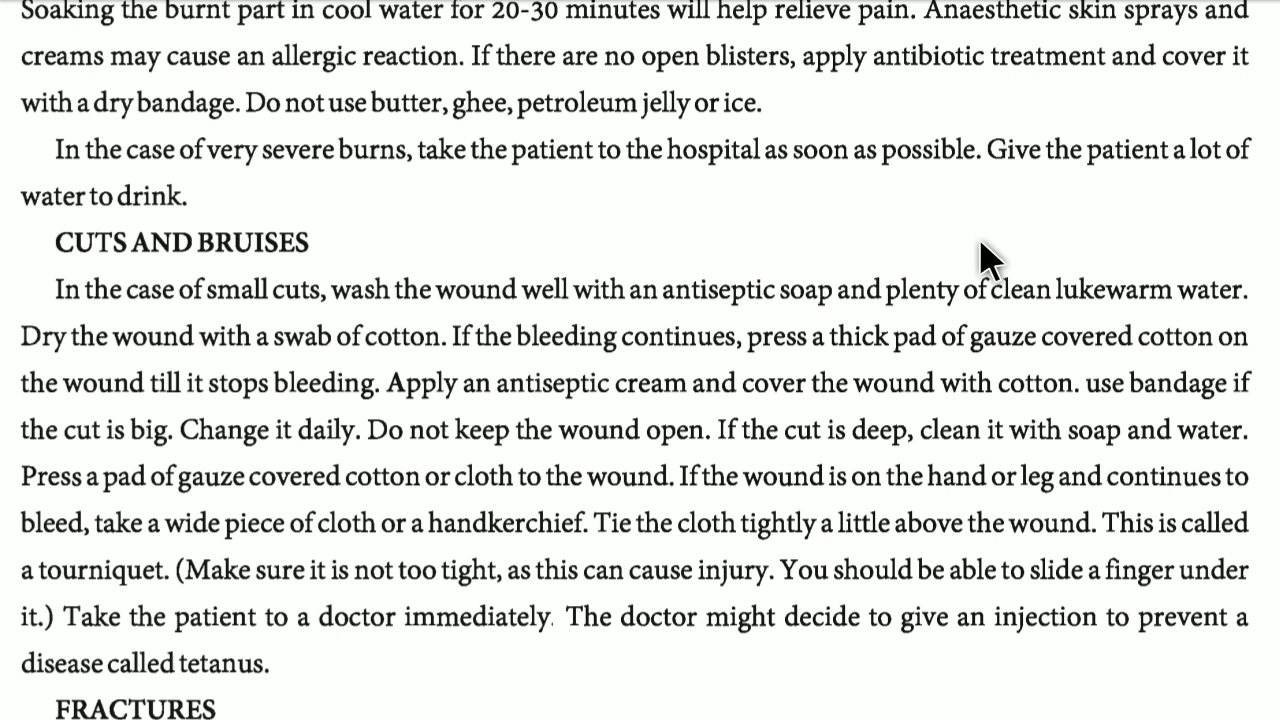 Soaking the burnt part in cool water for 20-30 minutes will help relieve pain. Anaesthetic skin sprays and
creams may cause an allergic reaction. If there are no open blisters, apply antibiotic treatment and cover it
with a dry bandage. Do not use butter, ghee, petroleum jelly or ice.
In the case of very severe burns, take the patient to the hospital as soon as possible. Give the patient a lot of
water to drink.
CUTS AND BRUISES
In the case of small cuts, wash the wound well with an antiseptic soap and plenty of clean lukewarm water.
Dry the wound with a swab of cotton. If the bleeding continues, press a thick pad of gauze covered cotton on
the wound till it stops bleeding. Apply an antiseptic cream and cover the wound with cotton. use bandage if
the cut is big. Change it daily. Do not keep the wound open. If the cut is deep, clean it with soap and water.
Press a pad of gauze covered cotton or cloth to the wound. If the wound is on the hand or leg and continues to
bleed, take a wide piece of cloth or a handkerchief. Tie the cloth tightly a little above the wound. This is called
a tourniquet. (Make sure it is not too tight, as this can cause injury. You should be able to slide a finger under
it.) Take the patient to a doctor immediately. The doctor might decide to give an injection to prevent a
disease called tetanus.
FRACTURES